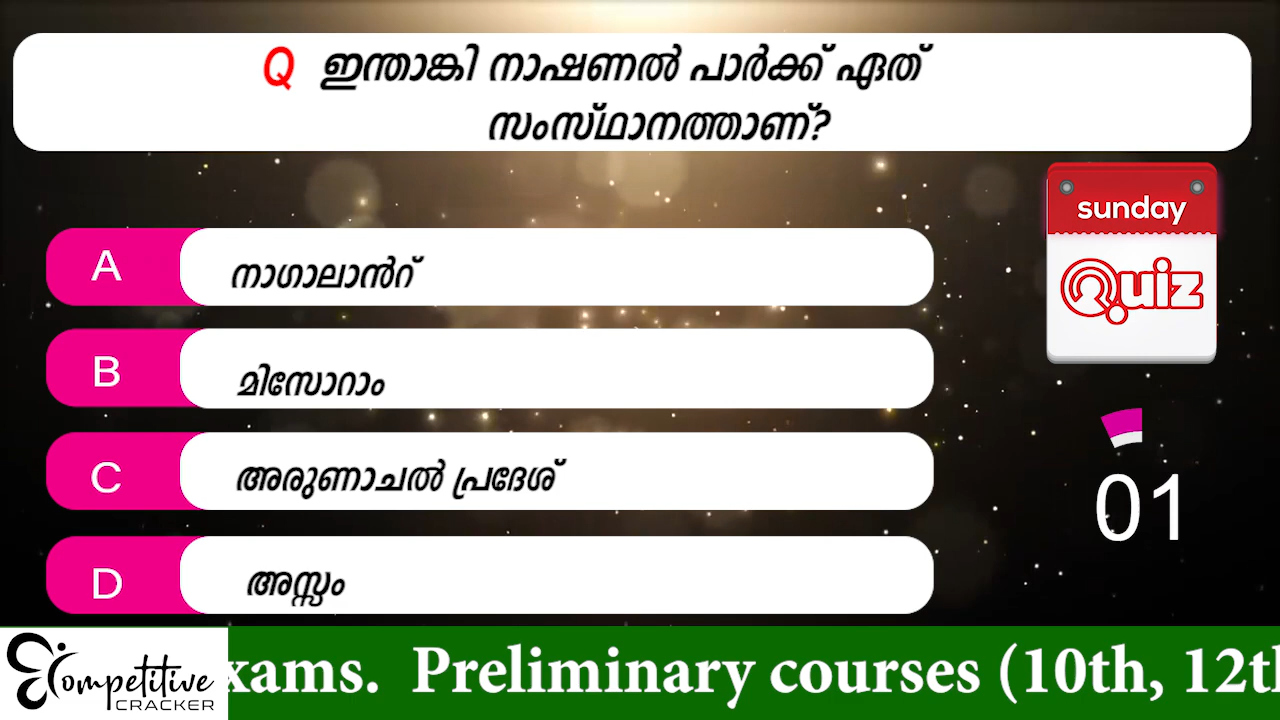 Q ഇന്താങ്കി നാഷണൽ പാർക്ക് ഏത്
സംസ്ഥാനത്താണ്?
A നാഗാലാൻറ്
B മിസോറാം
C അരുണാചൽ പ്രദേശ്
D അസ്സം
sunday
Quiz
01
Competitive
CRACKER
xams. Preliminary courses (10th, 12th